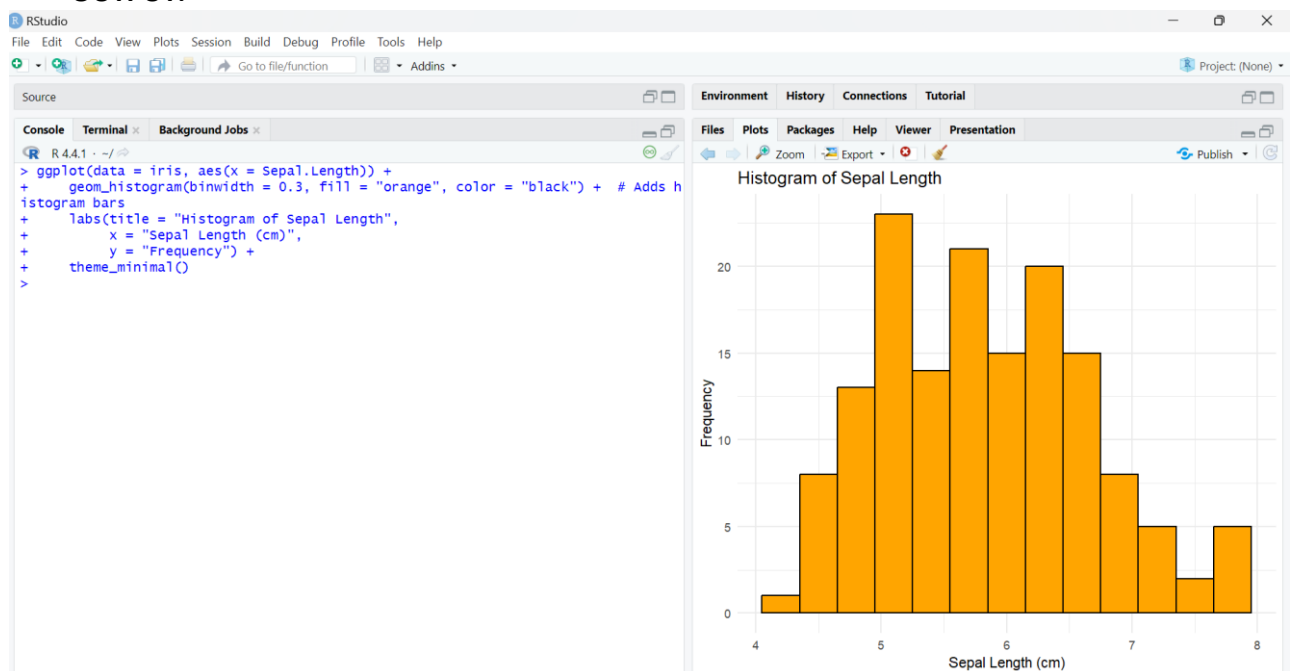 RStudio
File Edit Code View Plots Session Build Debug Profile Tools Help
Go to file/function Addins
Project: (None)
Source
Console Terminal Background Jobs
R 4.4.1 · ~/
> ggplot(data = iris, aes(x = Sepal.Length)) +
+ geom_histogram(binwidth = 0.3, fill = "orange", color = "black") + # Adds h
istogram bars
+ labs(title = "Histogram of Sepal Length",
+ x = "Sepal Length (cm)",
+ y = "Frequency") +
+ theme_minimal()
>
Environment History Connections Tutorial
Files Plots Packages Help Viewer Presentation
Zoom Export Publish
Histogram of Sepal Length
Frequency
20
15
10
5
0
4 5 6 7 8
Sepal Length (cm)